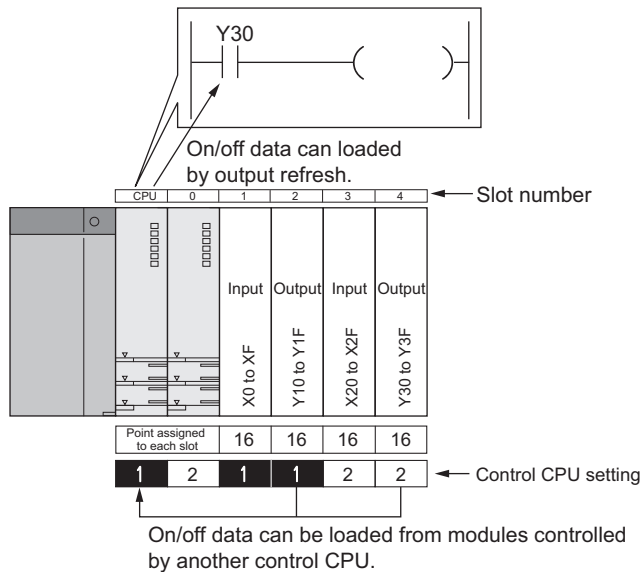 Y30
On/off data can loaded
by output refresh.
CPU 0 1 2 3 4
Slot number
Input Output Input Output
X0 to XF Y10 to Y1F X20 to X2F Y30 to Y3F
Point assigned
to each slot
16 16 16 16
1 2 1 1 2 2
Control CPU setting
On/off data can be loaded from modules controlled
by another control CPU.